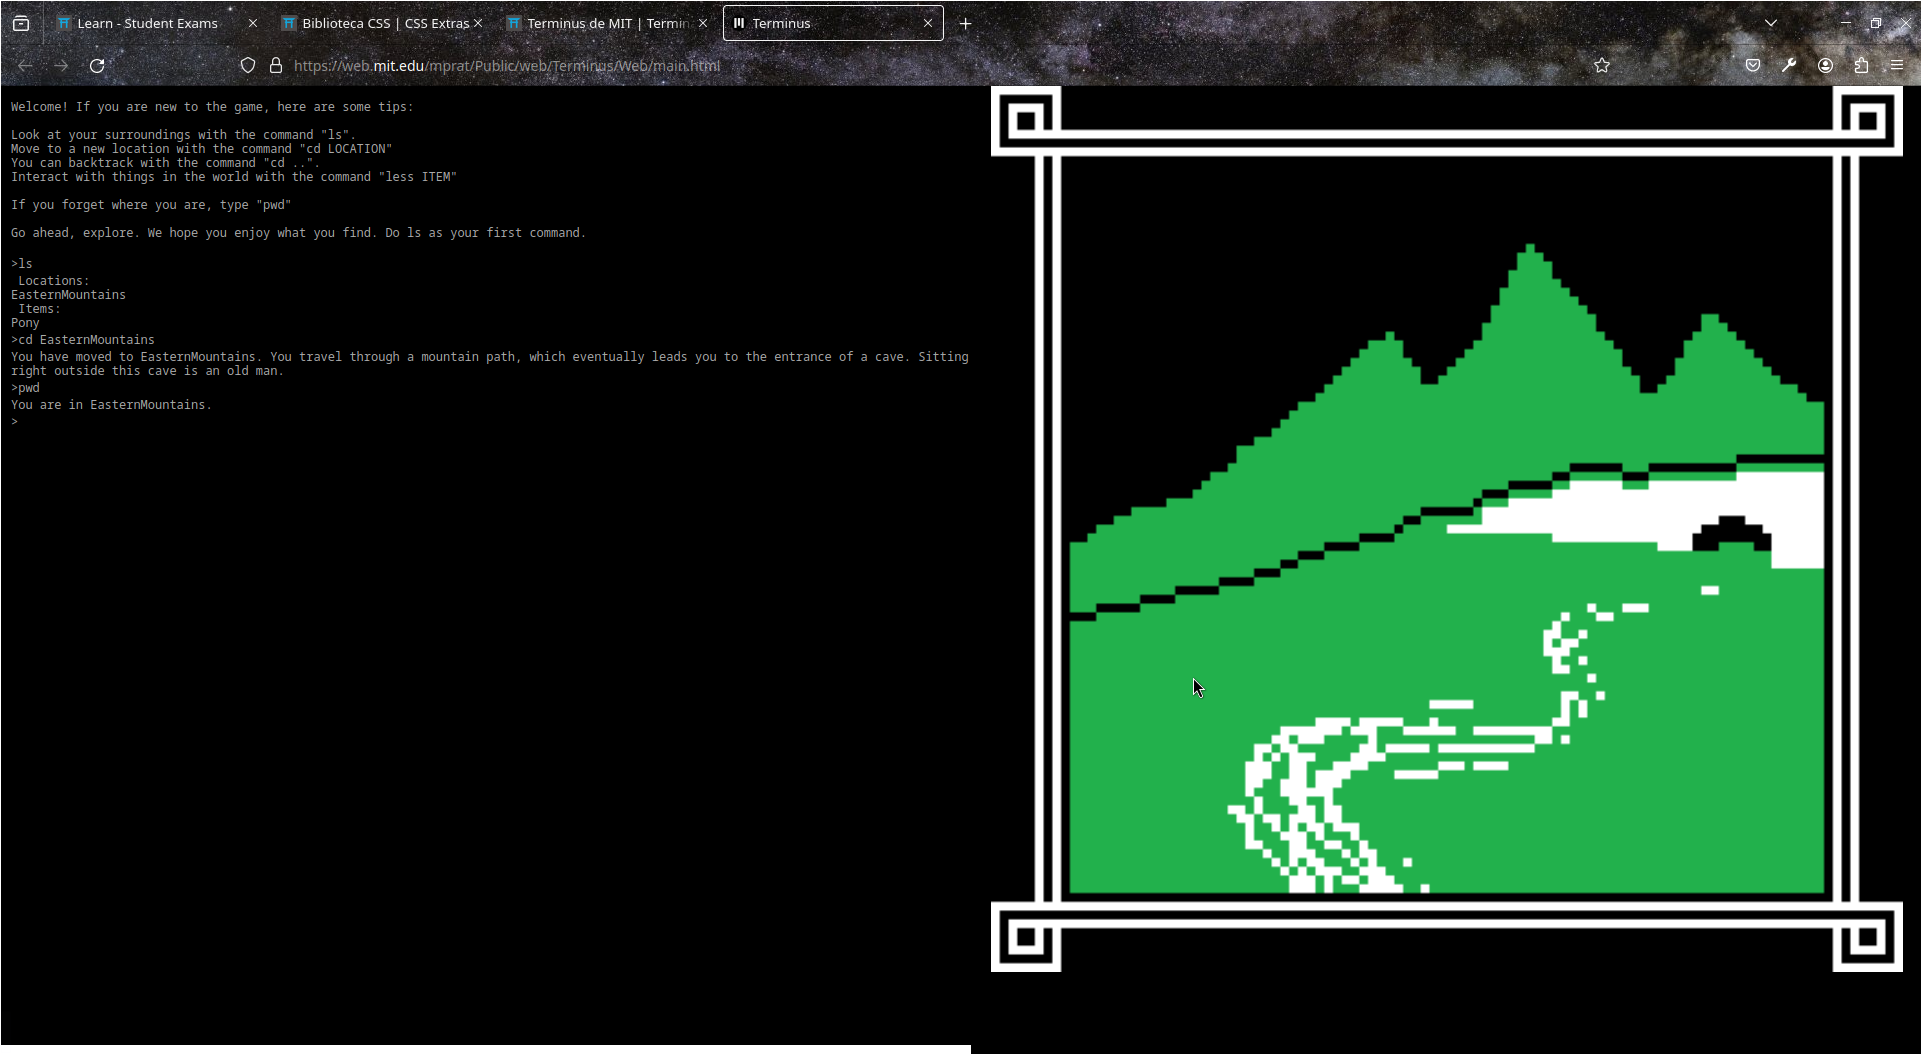 Learn - Student Exams
Biblioteca CSS | CSS Extras
Terminus de MIT | Termin
Terminus
https://web.mit.edu/mprat/Public/web/Terminus/Web/main.html
Welcome! If you are new to the game, here are some tips:
Look at your surroundings with the command "ls".
Move to a new location with the command "cd LOCATION"
You can backtrack with the command "cd ..".
Interact with things in the world with the command "less ITEM"
If you forget where you are, type "pwd"
Go ahead, explore. We hope you enjoy what you find. Do ls as your first command.
>ls
Locations:
EasternMountains
Items:
Pony
>cd EasternMountains
You have moved to EasternMountains. You travel through a mountain path, which eventually leads you to the entrance of a cave. Sitting
right outside this cave is an old man.
>pwd
You are in EasternMountains.
>